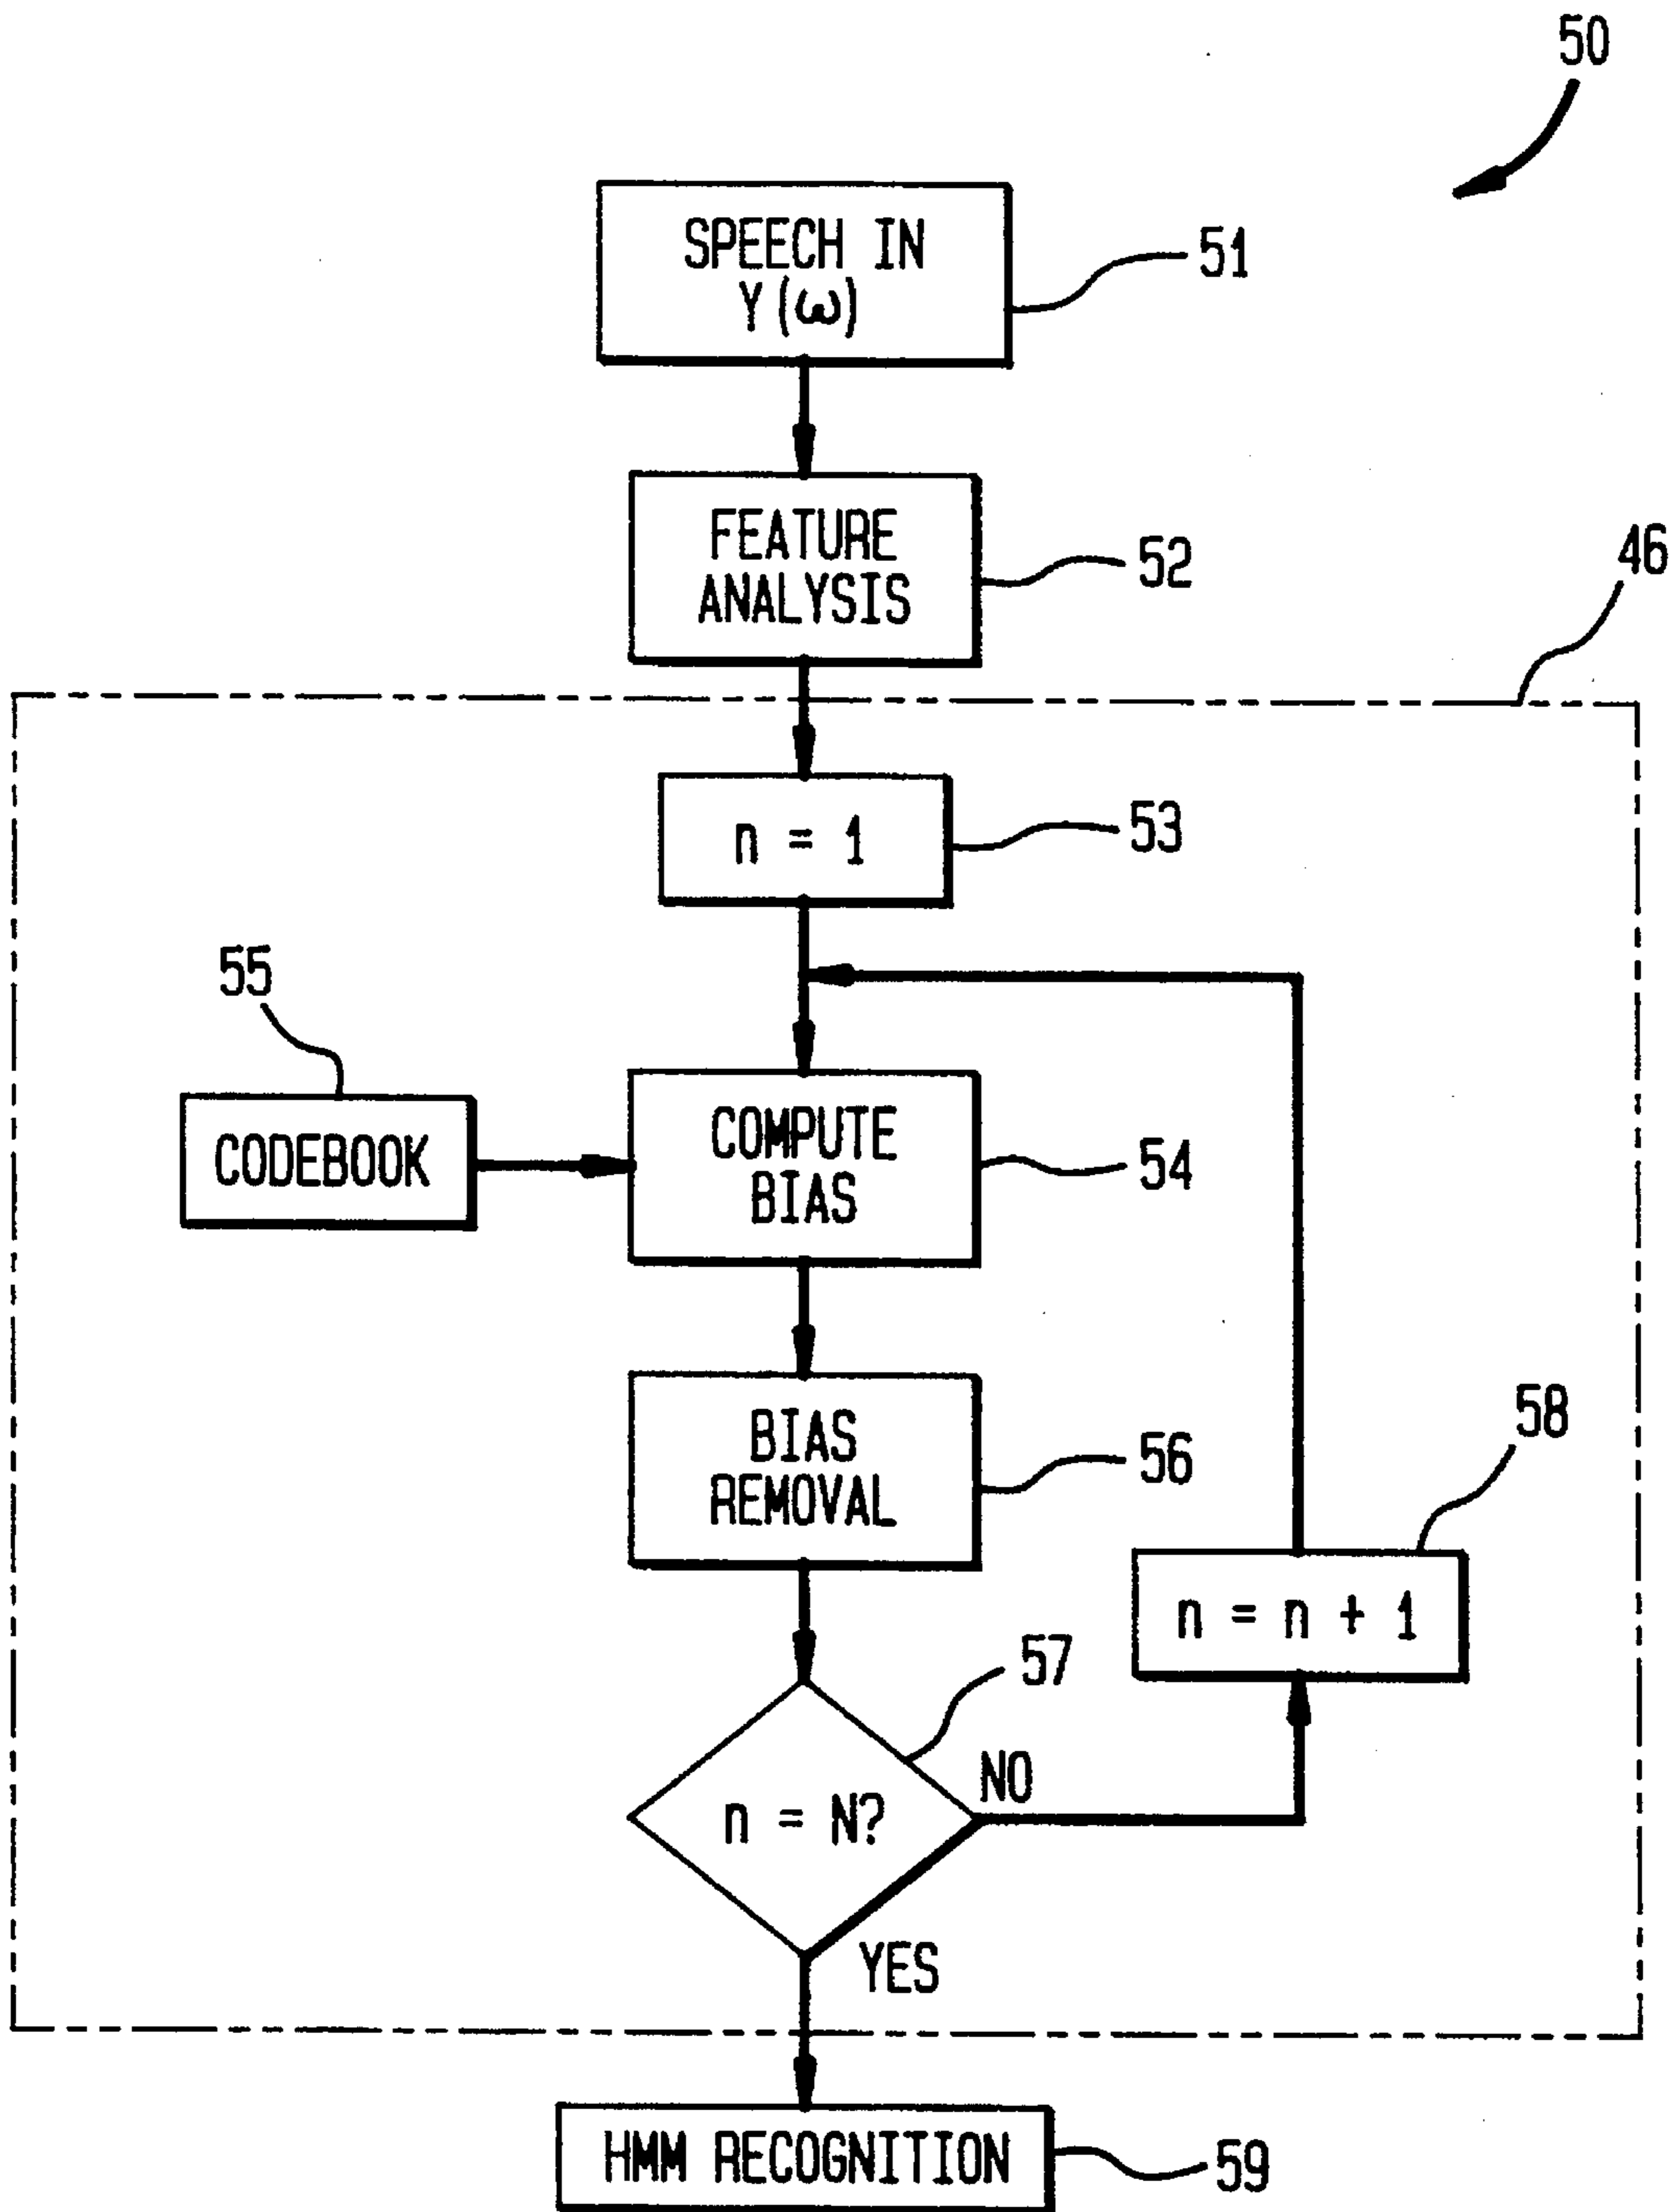 50
SPEECH IN
Y(ω)
51
FEATURE
ANALYSIS
52
46
n = 1
53
55
CODEBOOK
COMPUTE
BIAS
54
BIAS
REMOVAL
56
58
n = n + 1
57
n = N?
NO
YES
HMM RECOGNITION
59